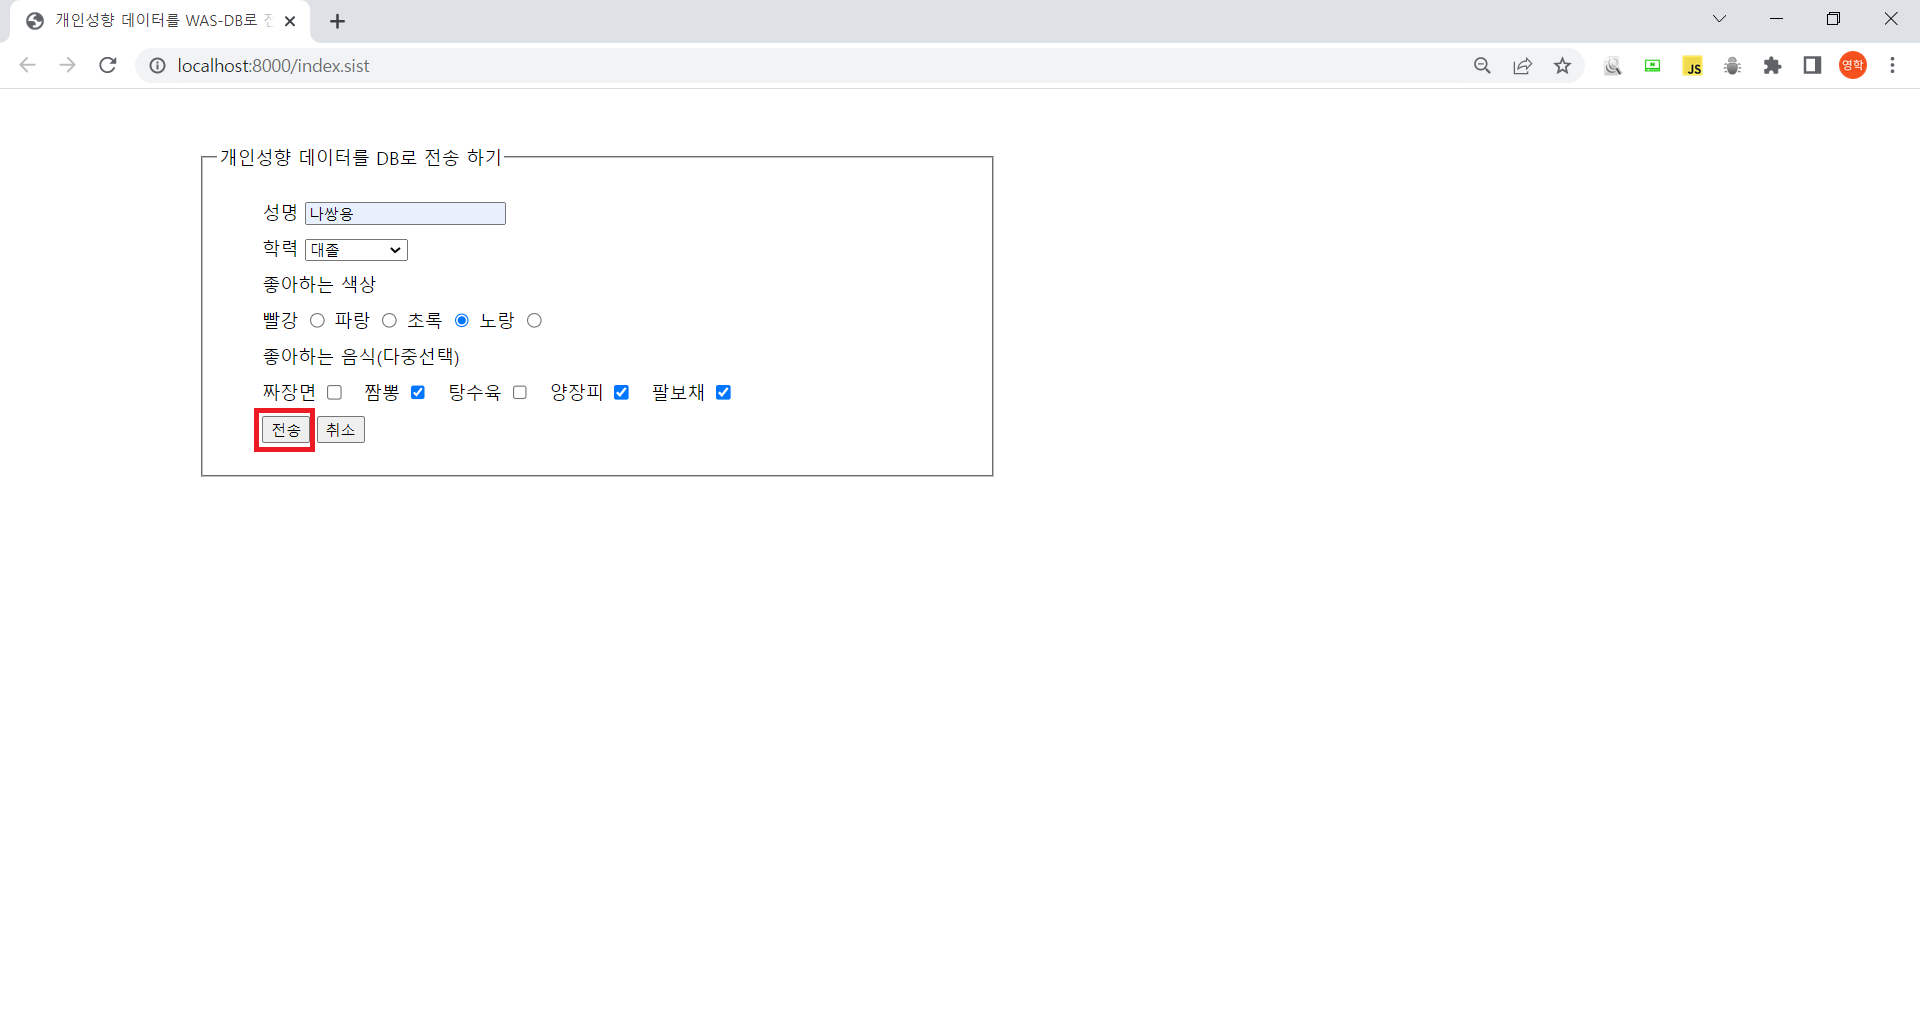 개인성향 데이터를 WAS-DB로
localhost:8000/index.sist
JS
영학
개인성향 데이터를 DB로 전송 하기
성명 나쌍용
학력 대졸
좋아하는 색상
빨강 파랑 초록 노랑
좋아하는 음식(다중선택)
짜장면 짬뽕 탕수육 양장피 팔보채
전송 취소